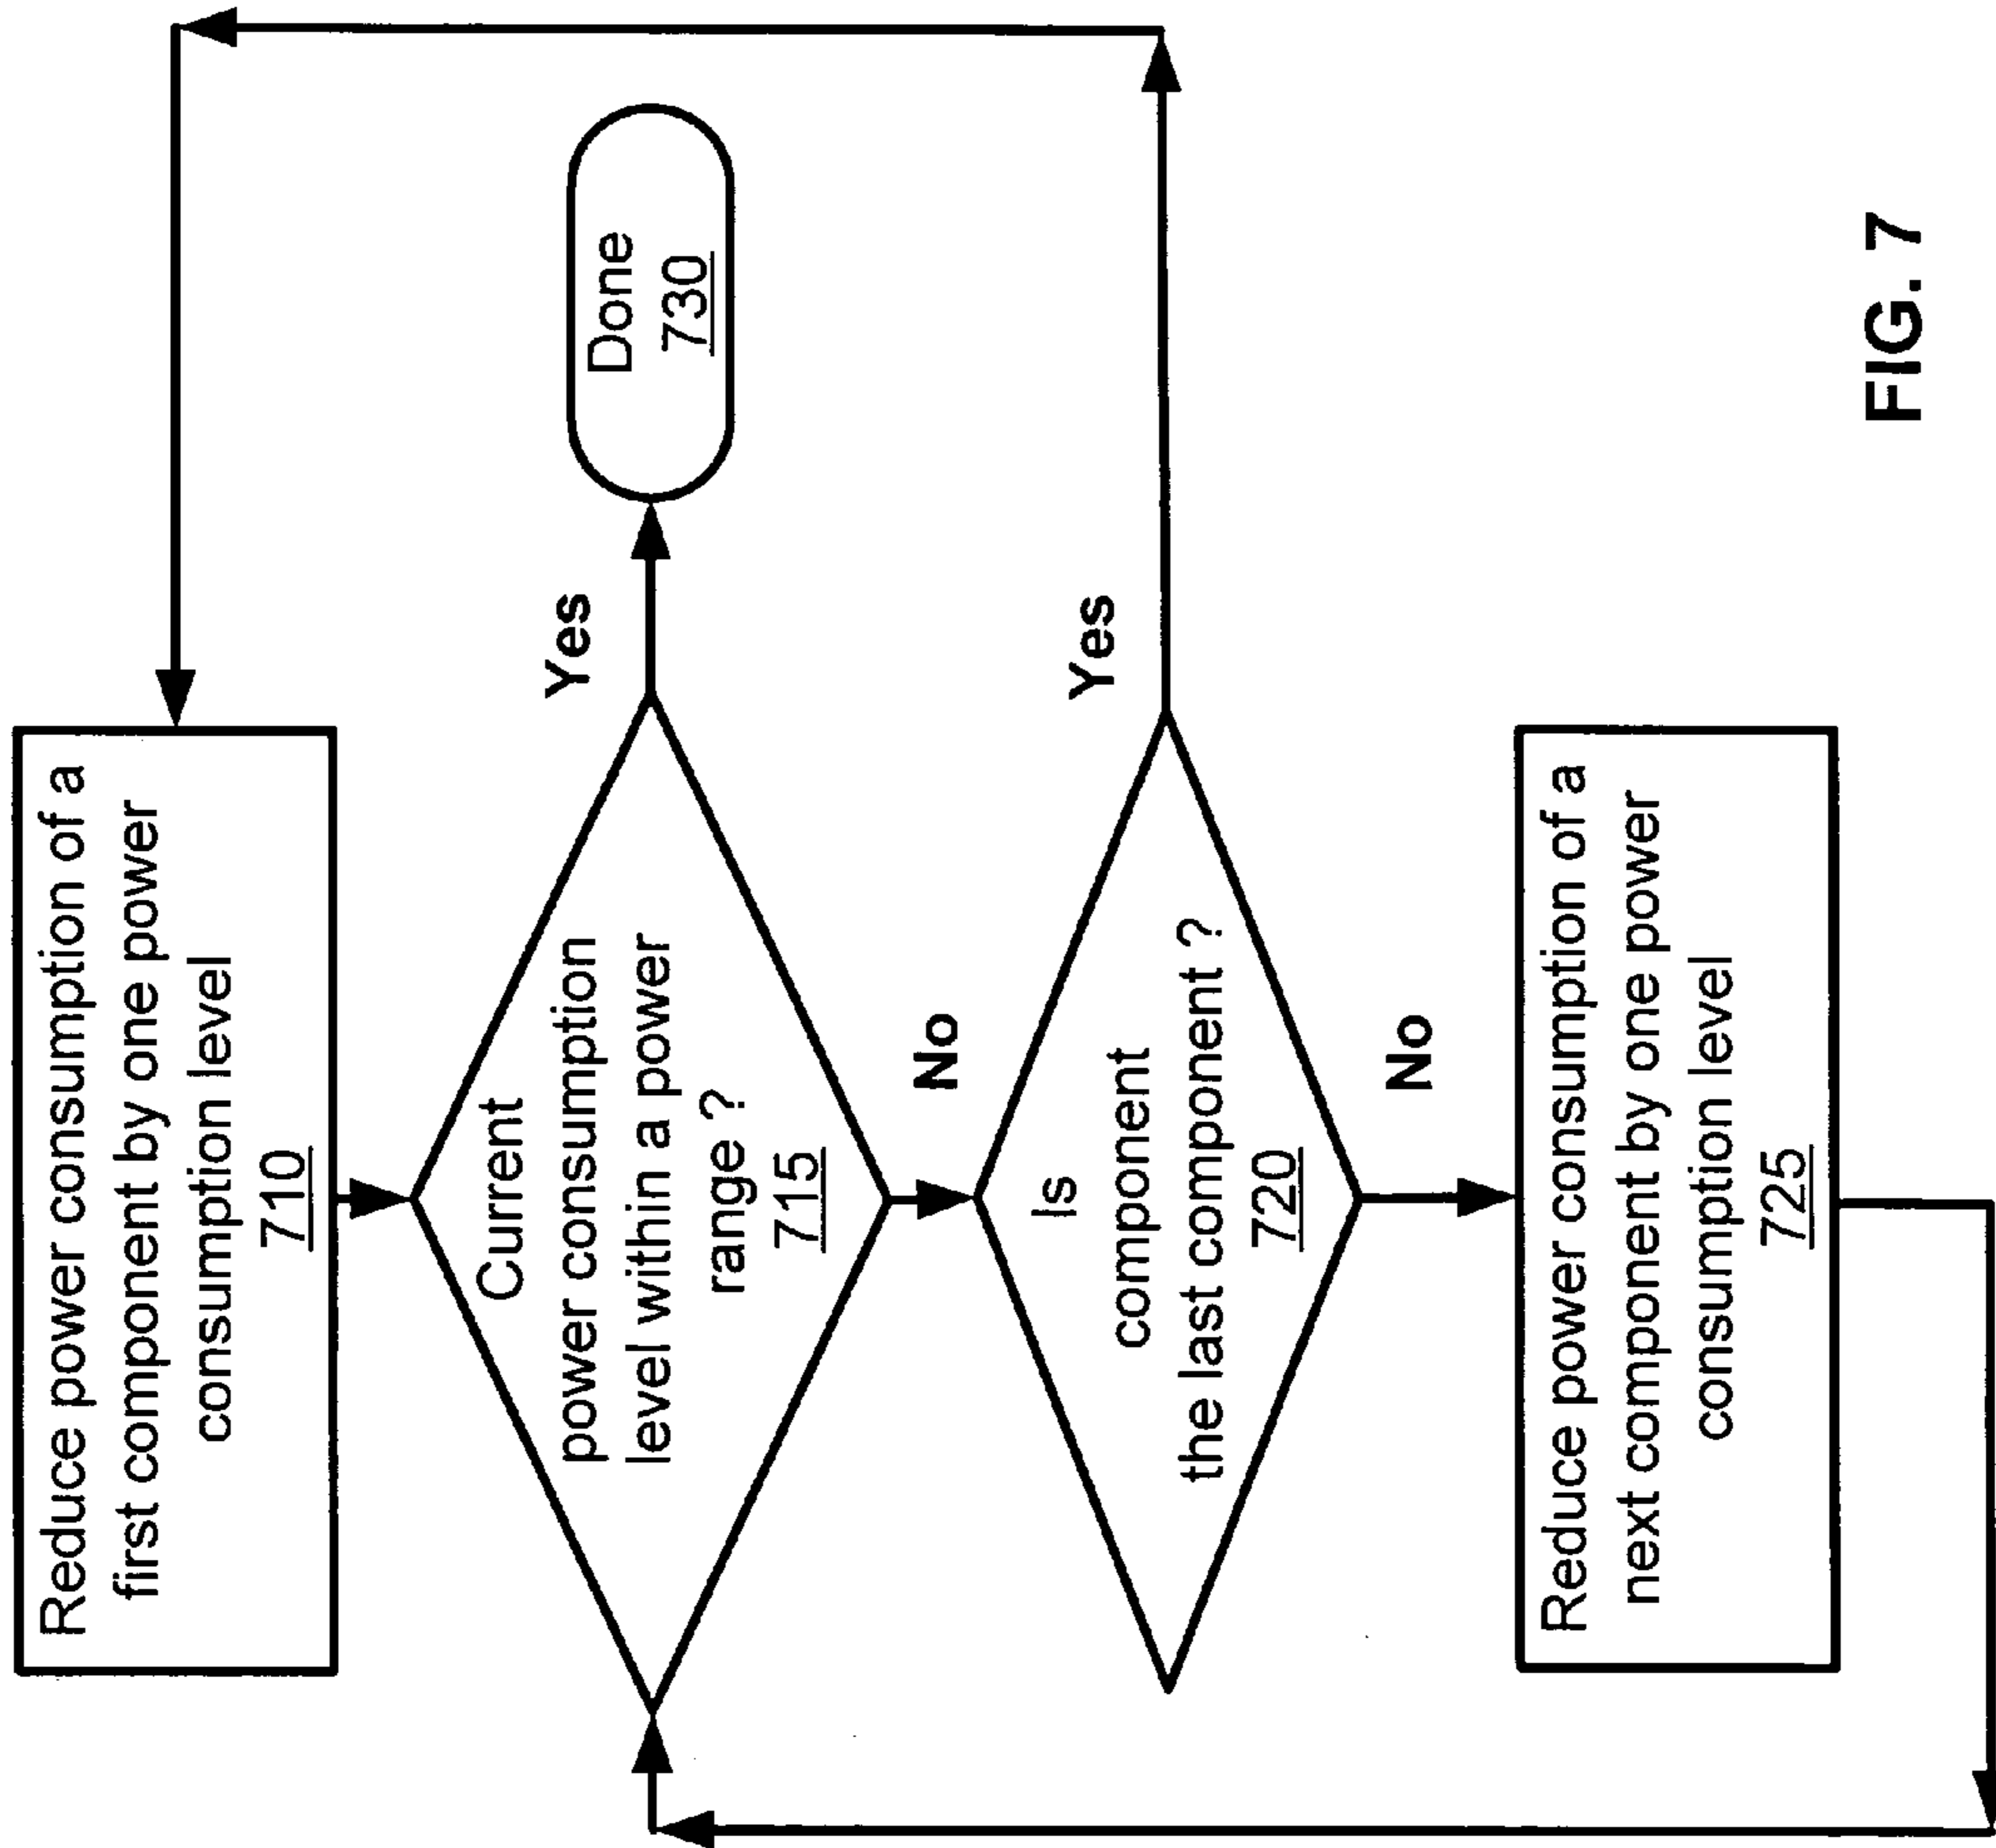 Reduce power consumption of a
first component by one power
consumption level
710
Current
power consumption
level within a power
range ?
715
Yes
Done
730
No
Is
component
the last component ?
720
Yes
No
Reduce power consumption of a
next component by one power
consumption level
725
FIG. 7